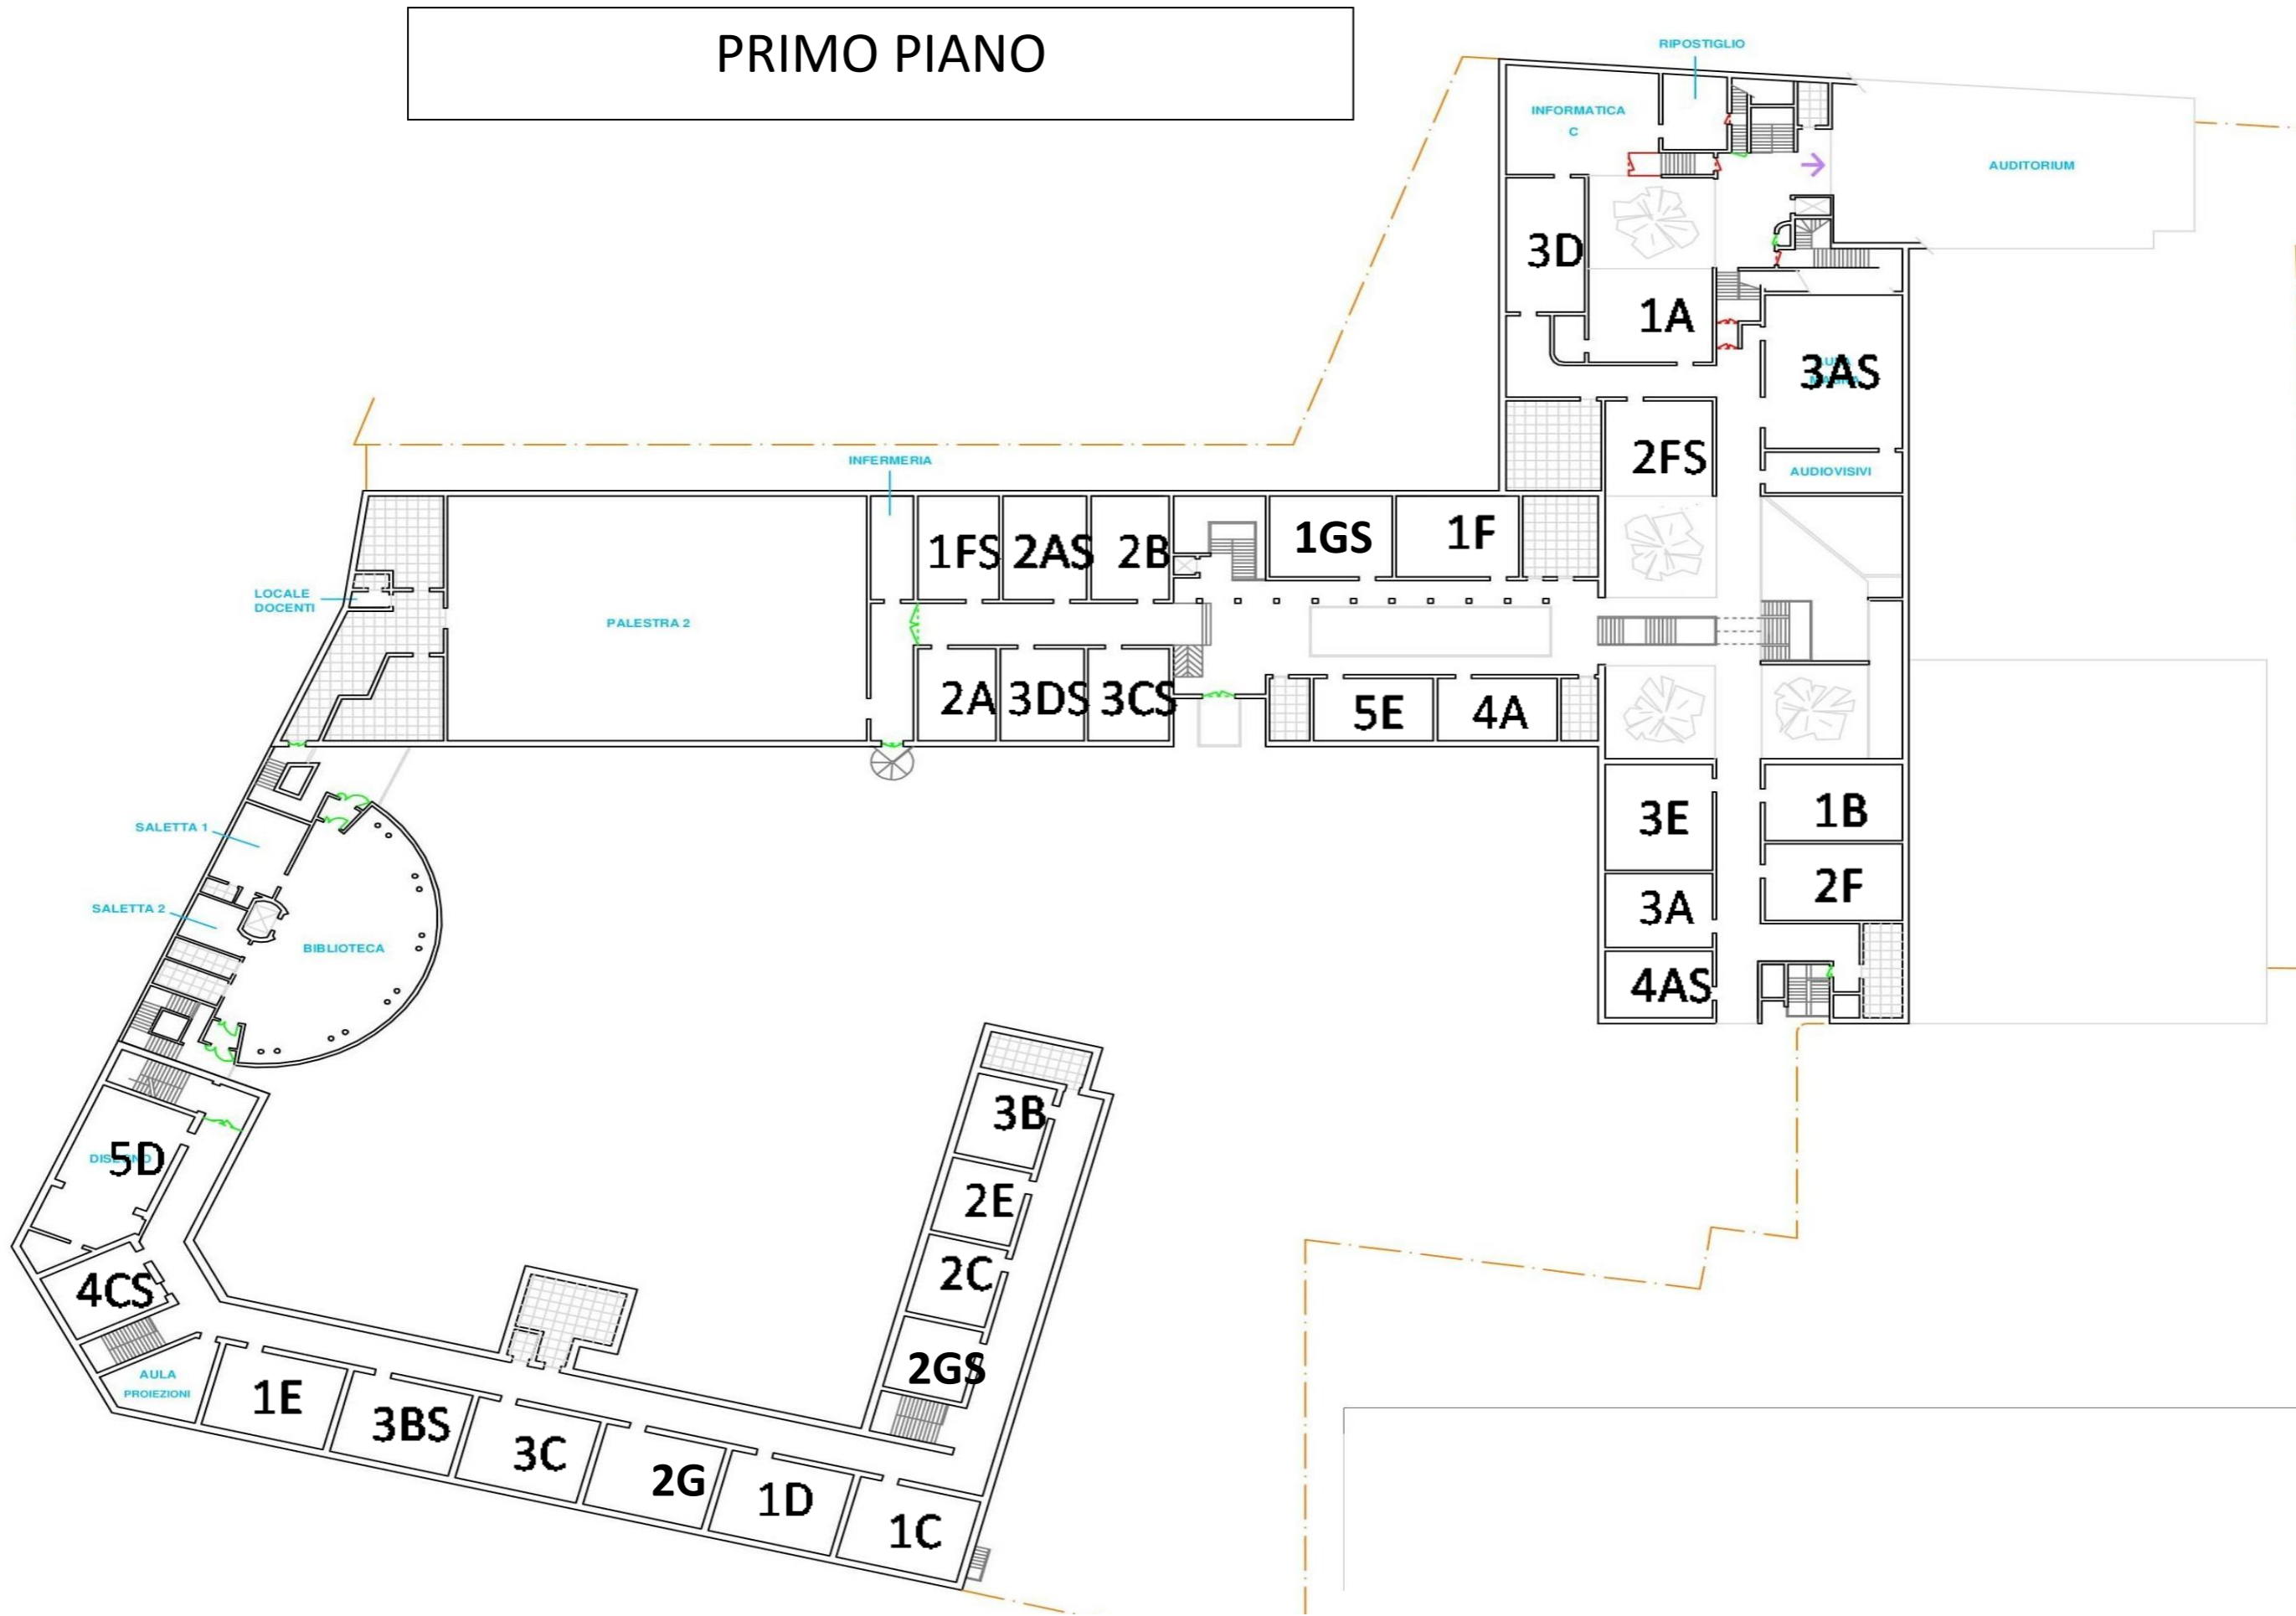 PRIMO PIANO
RIPOSTIGLIO
INFORMATICA
C
AUDITORIUM
3D
1A
3AS
2FS
AUDIOVISIVI
INFERMERIA
1FS
2AS
2B
1GS
1F
LOCALE
DOCENTI
PALESTRA 2
2A
3DS
3CS
5E
4A
3E
1B
SALETTA 1
2F
3A
SALETTA 2
BIBLIOTECA
4AS
3B
5D
2E
2C
4CS
2GS
AULA
PROIEZIONI
1E
3BS
3C
2G
1D
1C